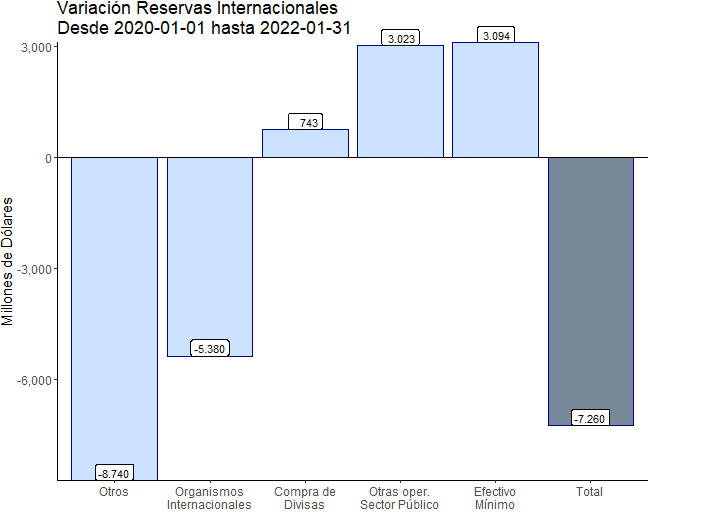 Variación Reservas Internacionales
Desde 2020-01-01 hasta 2022-01-31
Millones de Dólares
3,000
0
-3,000
-6,000
-8.740
-5.380
743
3.023
3.094
-7.260
Otros
Organismos
Internacionales
Compra de
Divisas
Otras oper.
Sector Público
Efectivo
Mínimo
Total